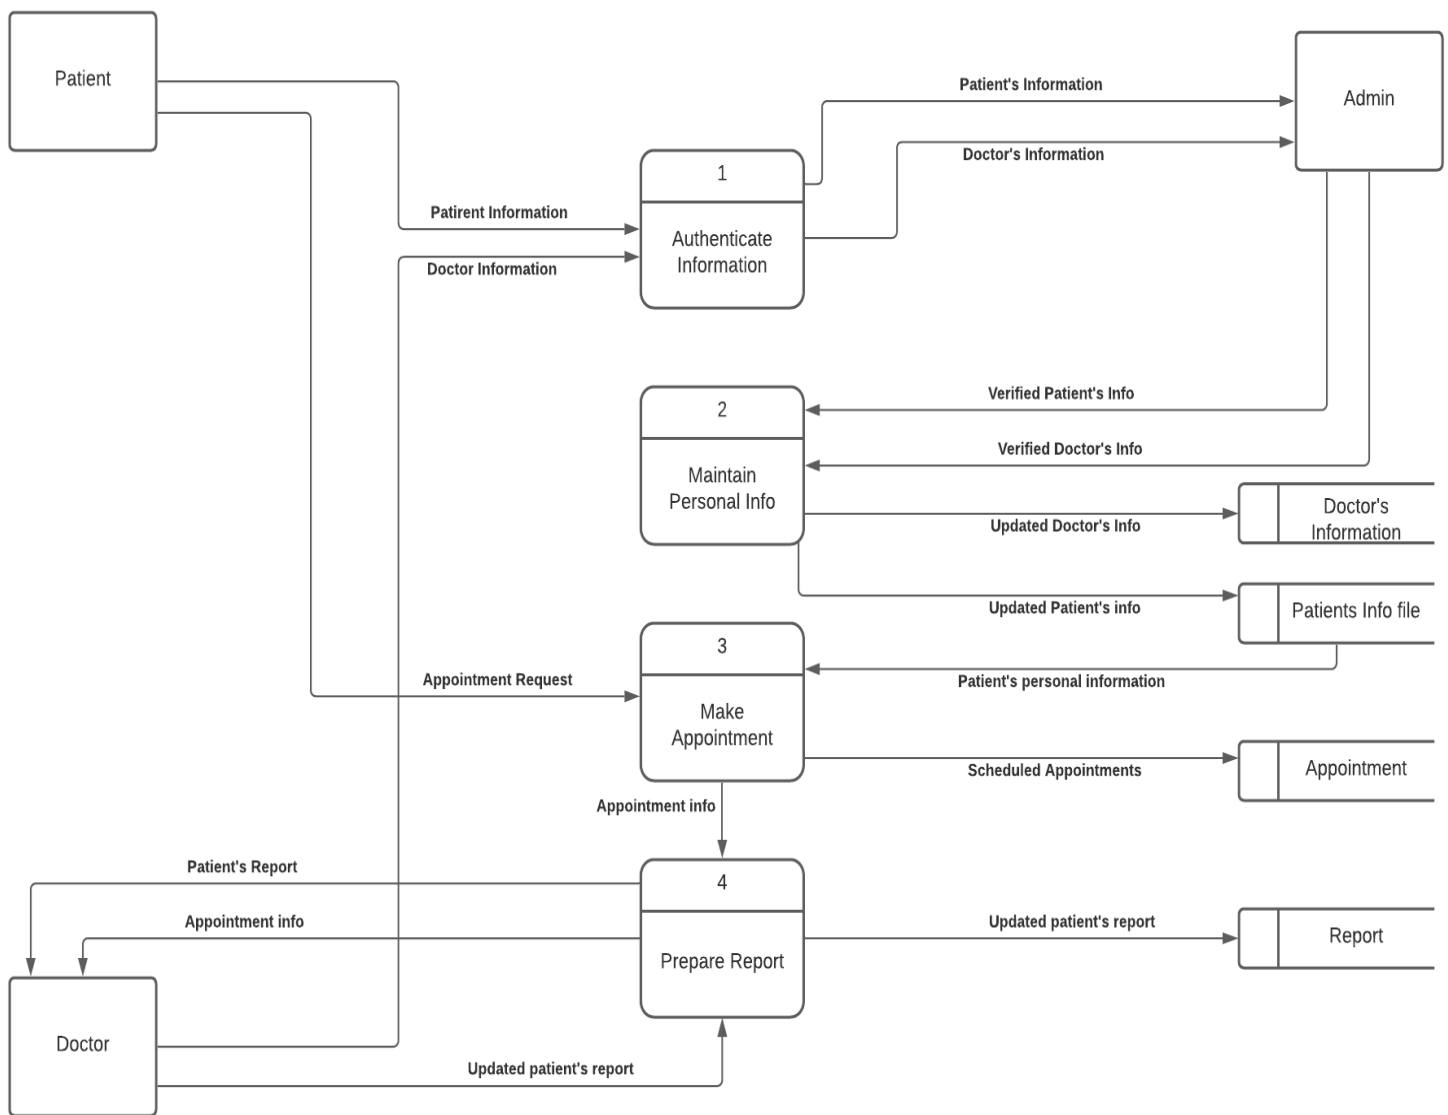 Patient
Admin
Patient's Information
Doctor's Information
1
Authenticate
Information
Patirent Information
Doctor Information
Verified Patient's Info
2
Maintain
Personal Info
Verified Doctor's Info
Updated Doctor's Info
Doctor's
Information
Updated Patient's info
Patients Info file
3
Make
Appointment
Appointment Request
Patient's personal information
Scheduled Appointments
Appointment
Appointment info
Patient's Report
4
Prepare Report
Appointment info
Updated patient's report
Report
Doctor
Updated patient's report